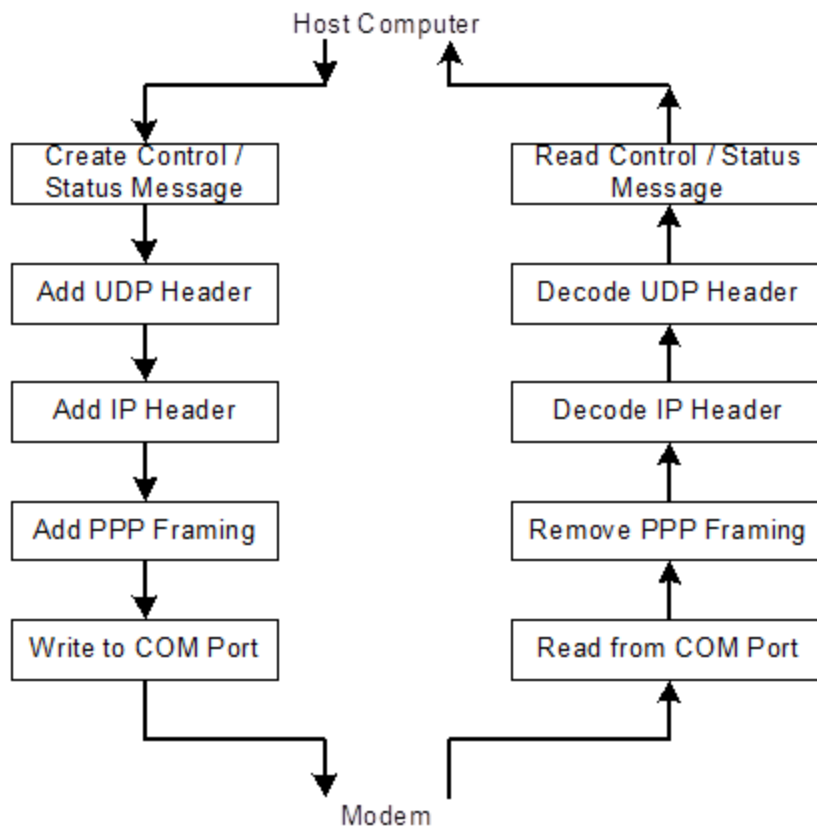 Host Computer
Create Control /
Status Message
Add UDP Header
Add IP Header
Add PPP Framing
Write to COM Port
Read Control / Status
Message
Decode UDP Header
Decode IP Header
Remove PPP Framing
Read from COM Port
Modem